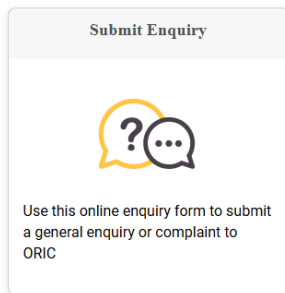 Submit Enquiry
?
Use this online enquiry form to submit
a general enquiry or complaint to
ORIC